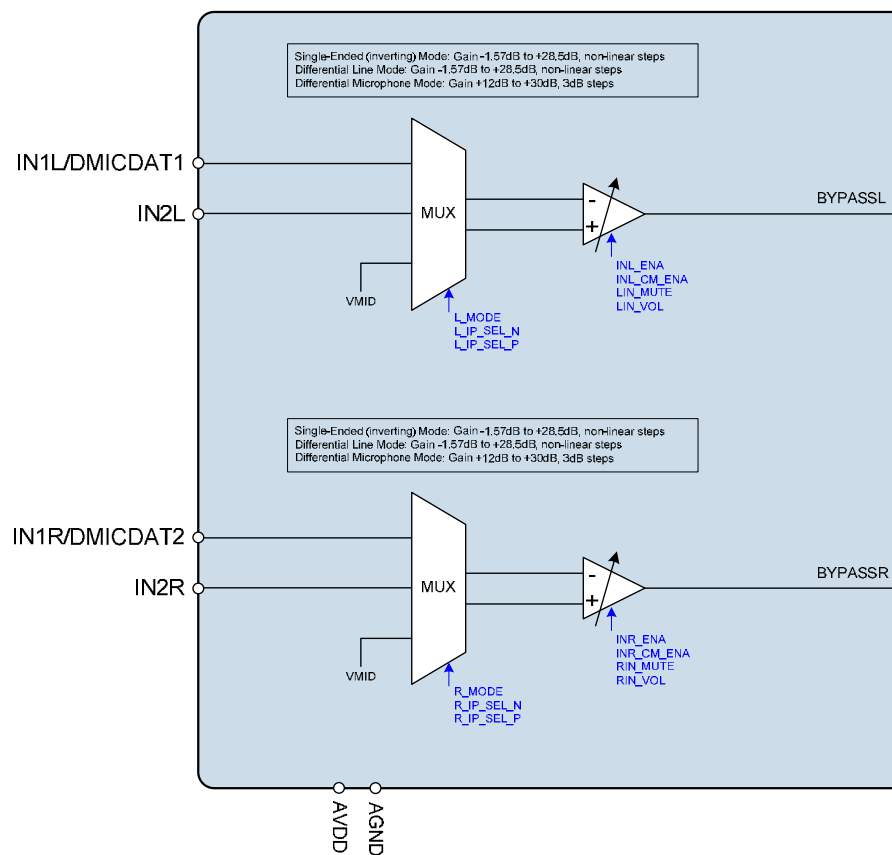 Single-Ended (inverting) Mode: Gain -1.57dB to +28.5dB, non-linear steps
Differential Line Mode: Gain -1.57dB to +28.5dB, non-linear steps
Differential Microphone Mode: Gain +12dB to +30dB, 3dB steps
IN1L/DMICDAT1
IN2L
MUX
-
+
BYPASSL
VMID
INL_ENA
INL_CM_ENA
LIN_MUTE
LIN_VOL
L_MODE
L_IP_SEL_N
L_IP_SEL_P
Single-Ended (inverting) Mode: Gain -1.57dB to +28.5dB, non-linear steps
Differential Line Mode: Gain -1.57dB to +28.5dB, non-linear steps
Differential Microphone Mode: Gain +12dB to +30dB, 3dB steps
IN1R/DMICDAT2
IN2R
MUX
-
+
BYPASSR
VMID
INR_ENA
INR_CM_ENA
RIN_MUTE
RIN_VOL
R_MODE
R_IP_SEL_N
R_IP_SEL_P
AVDD
AGND